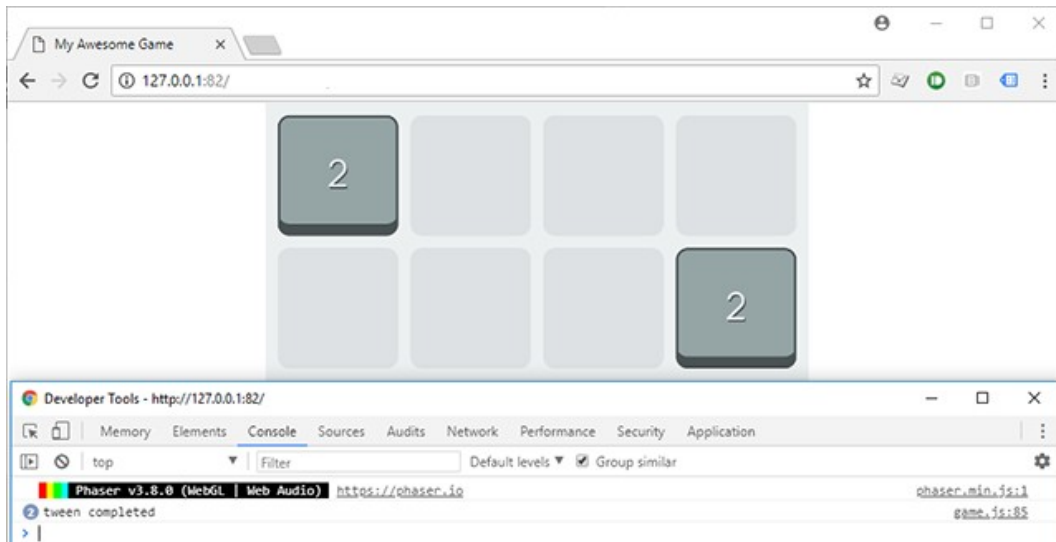 My Awesome Game
127.0.0.1:82/
2
2
Developer Tools - http://127.0.0.1:82/
Memory Elements Console Sources Audits Network Performance Security Application
top Filter Default levels Group similar
Phaser v3.8.0 (WebGL | Web Audio) https://phaser.io phaser.min.js:1
2 tween completed game.js:85